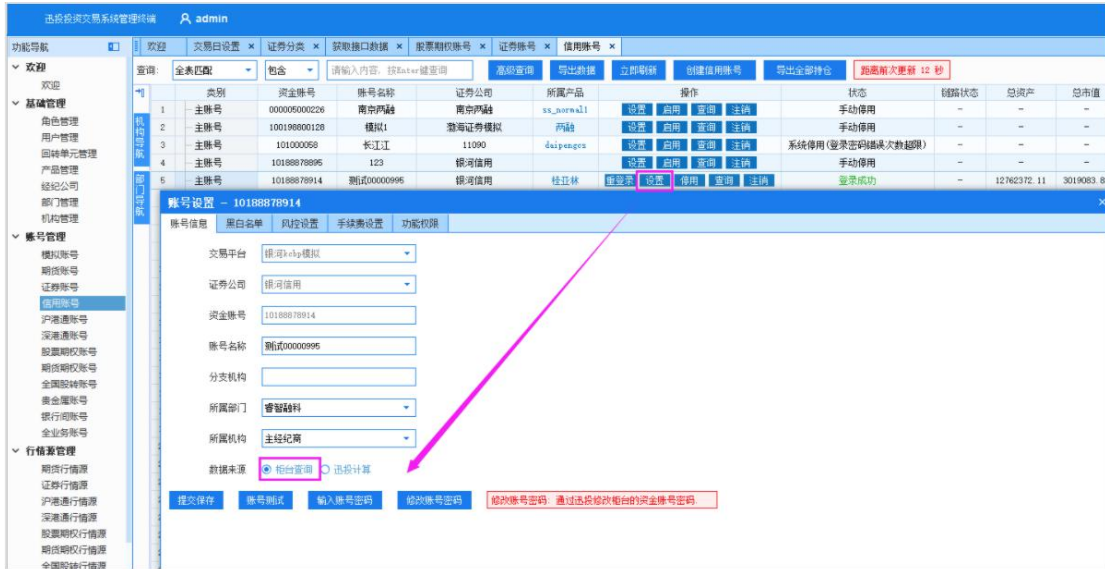 迅投投资交易系统管理终端 admin
功能导航 欢迎 交易日设置 × 证券分类 × 获取接口数据 × 股票期权账号 × 证券账号 × 信用账号 ×
欢迎
欢迎
基础管理
角色管理
用户管理
回转单元管理
产品管理
经纪公司
部门管理
机构管理
账号管理
模拟账号
期货账号
证券账号
信用账号
沪港通账号
深港通账号
股票期权账号
期货期权账号
全国股转账号
贵金属账号
银行间账号
全业务账号
行情源管理
期货行情源
证券行情源
沪港通行情源
深港通行情源
股票期权行情源
期货期权行情源
全国股转行情源
查询: 全表匹配 包含 请输入内容, 按Enter键查询 高级查询 导出数据 立即刷新 创建信用账号 导出全部持仓 距离前次更新 12 秒
机构导航
部门导航
类别 资金账号 账号名称 证券公司 所属产品 操作 状态 链路状态 总资产 总市值
1 主账号 000005000226 南京两融 南京两融 ss_normal1 设置 启用 查询 注销 手动停用 - - -
2 主账号 100198800128 模拟1 渤海证券模拟 两融 设置 启用 查询 注销 手动停用 - - -
3 主账号 101000058 长江江 11090 daipengcs 设置 启用 查询 注销 系统停用(登录密码错误次数超限) - - -
4 主账号 10188878895 123 银河信用 设置 启用 查询 注销 手动停用 - - -
5 主账号 10188878914 测试00000995 银河信用 桂亚林 重登录 设置 停用 查询 注销 登录成功 - 12762372.11 3019083.8
账号设置 - 10188878914 ×
账号信息 黑白名单 风控设置 手续费设置 功能权限
交易平台 银河kcbp模拟
证券公司 银河信用
资金账号 10188878914
账号名称 测试00000995
分支机构
所属部门 睿智融科
所属机构 主经纪商
数据来源 柜台查询 迅投计算
提交保存 账号测试 输入账号密码 修改账号密码 修改账号密码: 通过迅投修改柜台的资金账号密码.